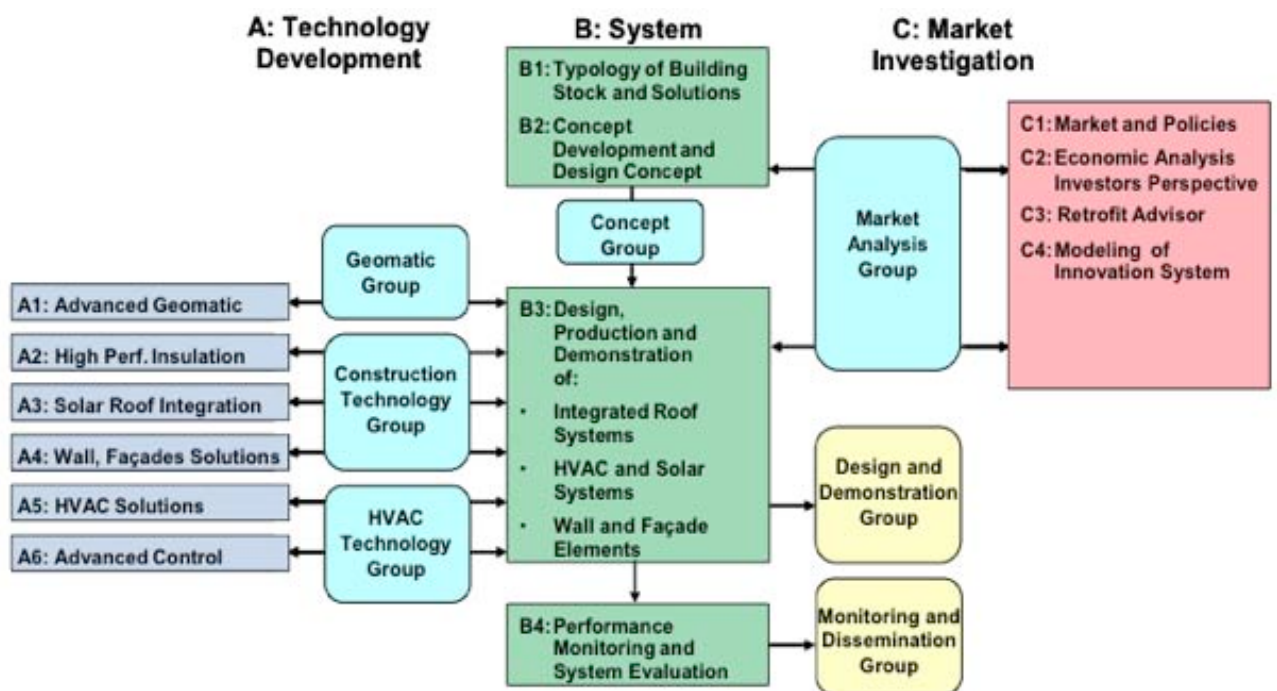 A: Technology
Development
B: System
C: Market
Investigation
B1: Typology of Building
Stock and Solutions
B2: Concept
Development and
Design Concept
Concept
Group
Geomatic
Group
A1: Advanced Geomatic
A2: High Perf. Insulation
A3: Solar Roof Integration
A4: Wall, Façades Solutions
A5: HVAC Solutions
A6: Advanced Control
Construction
Technology
Group
HVAC
Technology
Group
B3: Design,
Production and
Demonstration
of:
• Integrated Roof
Systems
• HVAC and Solar
Systems
• Wall and Façade
Elements
B4: Performance
Monitoring and
System Evaluation
Market
Analysis
Group
C1: Market and Policies
C2: Economic Analysis
Investors Perspective
C3: Retrofit Advisor
C4: Modeling of
Innovation System
Design and
Demonstration
Group
Monitoring and
Dissemination
Group